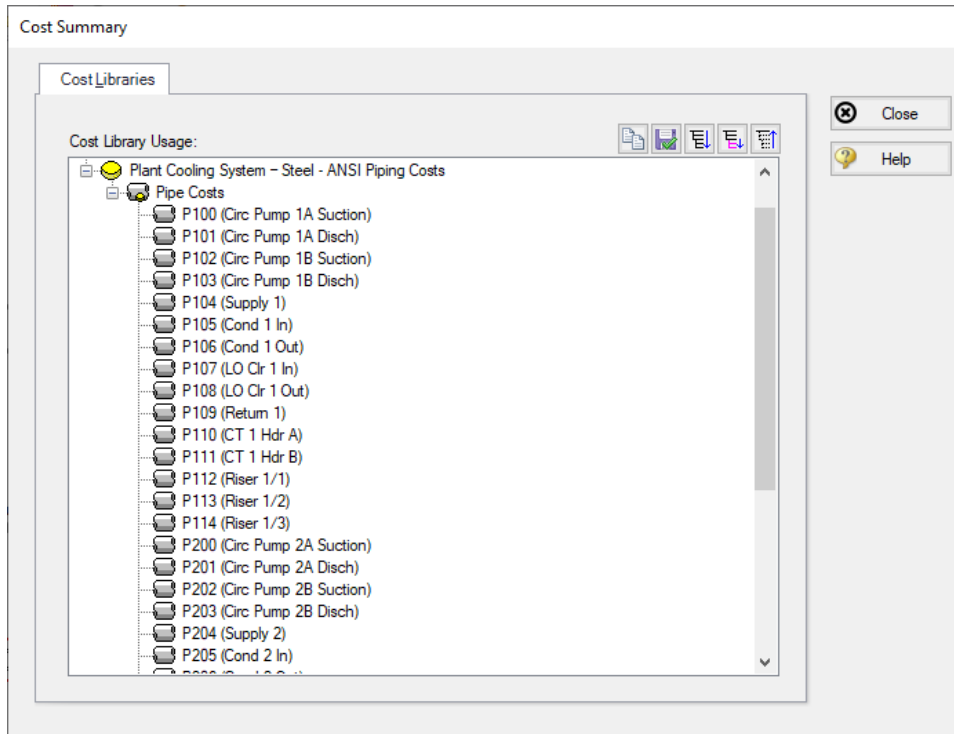 Cost Summary
Cost Libraries
Close
Cost Library Usage:
Help
Plant Cooling System – Steel - ANSI Piping Costs
Pipe Costs
P100 (Circ Pump 1A Suction)
P101 (Circ Pump 1A Disch)
P102 (Circ Pump 1B Suction)
P103 (Circ Pump 1B Disch)
P104 (Supply 1)
P105 (Cond 1 In)
P106 (Cond 1 Out)
P107 (LO Clr 1 In)
P108 (LO Clr 1 Out)
P109 (Return 1)
P110 (CT 1 Hdr A)
P111 (CT 1 Hdr B)
P112 (Riser 1/1)
P113 (Riser 1/2)
P114 (Riser 1/3)
P200 (Circ Pump 2A Suction)
P201 (Circ Pump 2A Disch)
P202 (Circ Pump 2B Suction)
P203 (Circ Pump 2B Disch)
P204 (Supply 2)
P205 (Cond 2 In)